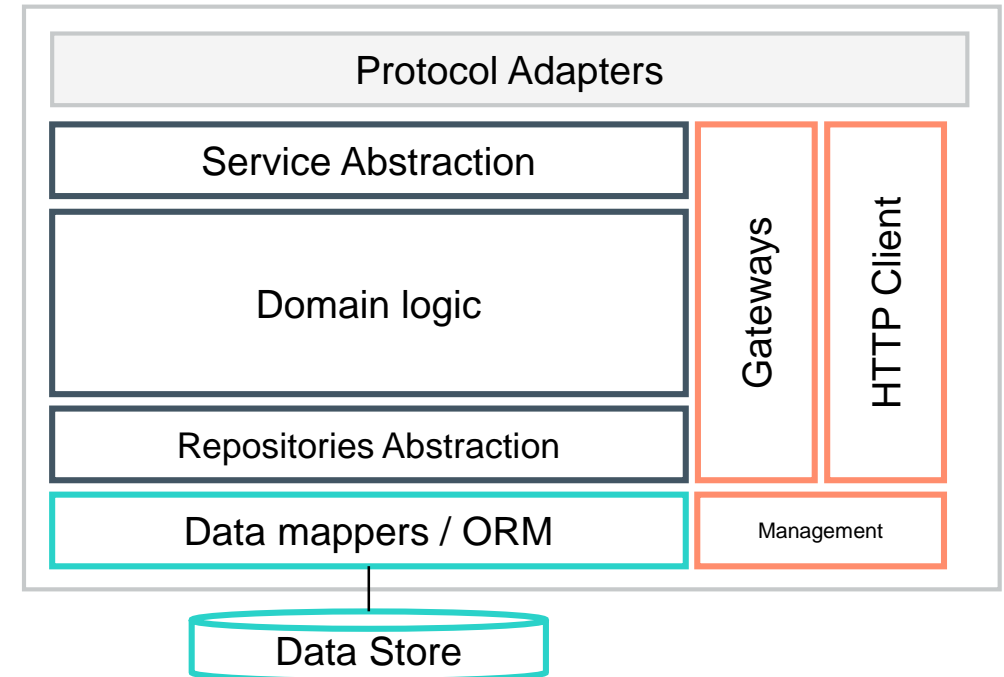 Protocol Adapters
Service Abstraction
Domain logic
Repositories Abstraction
Data mappers / ORM
Gateways
HTTP Client
Management
Data Store